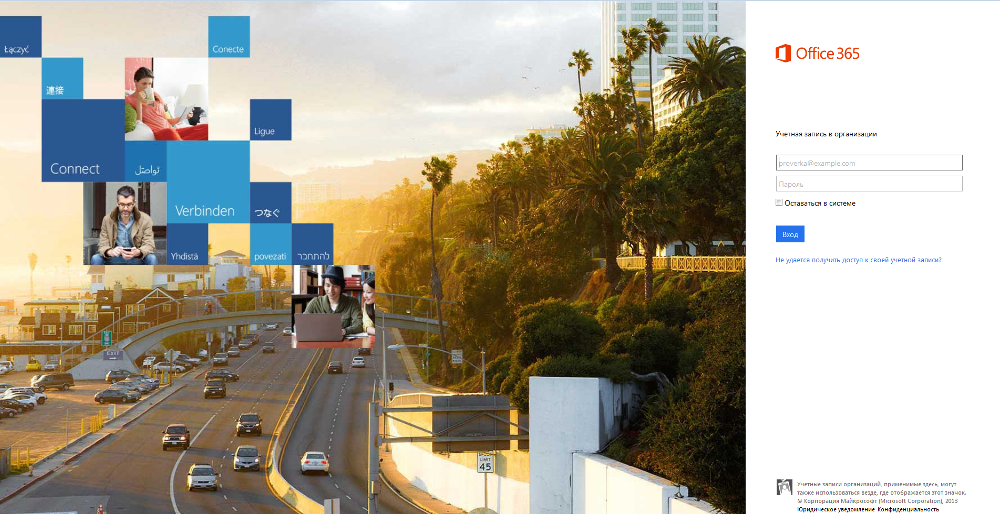 Łączyć
Conecte
連接
Ligue
Connect
تواصَل
Verbinden
つなぐ
Yhdistä
povezati
להתחבר
EXIT
LIMIT
45
Office 365
Учетная запись в организации
proverka@example.com
Пароль
Оставаться в системе
Вход
Не удается получить доступ к своей учетной записи?
Учетные записи организаций, применимые здесь, могут
также использоваться везде, где отображается этот значок.
© Корпорация Майкрософт (Microsoft Corporation), 2013
Юридическое уведомление Конфиденциальность